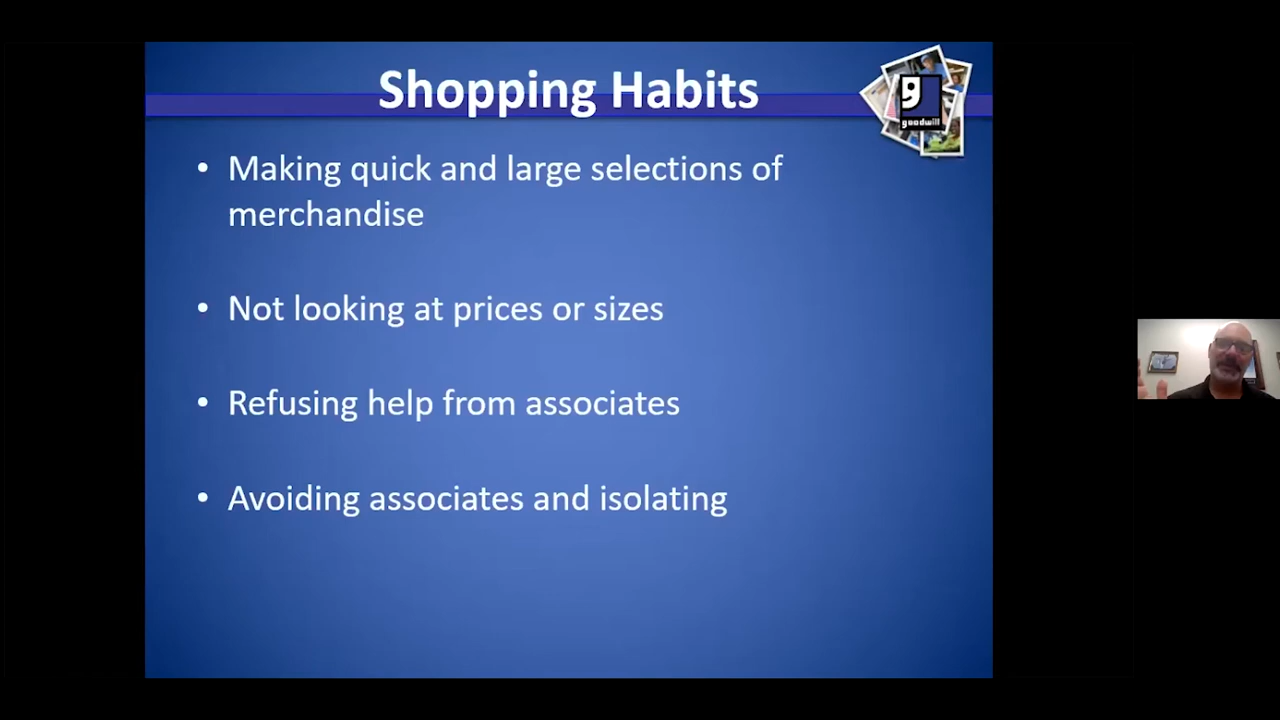 Shopping Habits
g
goodwill
• Making quick and large selections of
merchandise
• Not looking at prices or sizes
• Refusing help from associates
• Avoiding associates and isolating